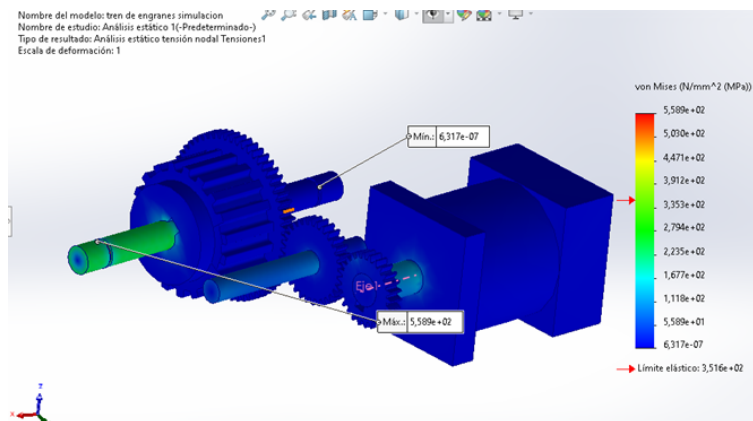 Nombre del modelo: tren de engranes simulacion
Nombre de estudio: Análisis estático 1(-Predeterminado-)
Tipo de resultado: Análisis estático tensión nodal Tensiones1
Escala de deformación: 1
von Mises (N/mm^2 (MPa))
5,589e+02
5,030e+02
4,471e+02
3,912e+02
3,353e+02
2,794e+02
2,235e+02
1,677e+02
1,118e+02
5,589e+01
6,317e-07
Límite elástico: 3,516e+02
Mín.: 6,317e-07
Eje1
Máx.: 5,589e+02
z
x